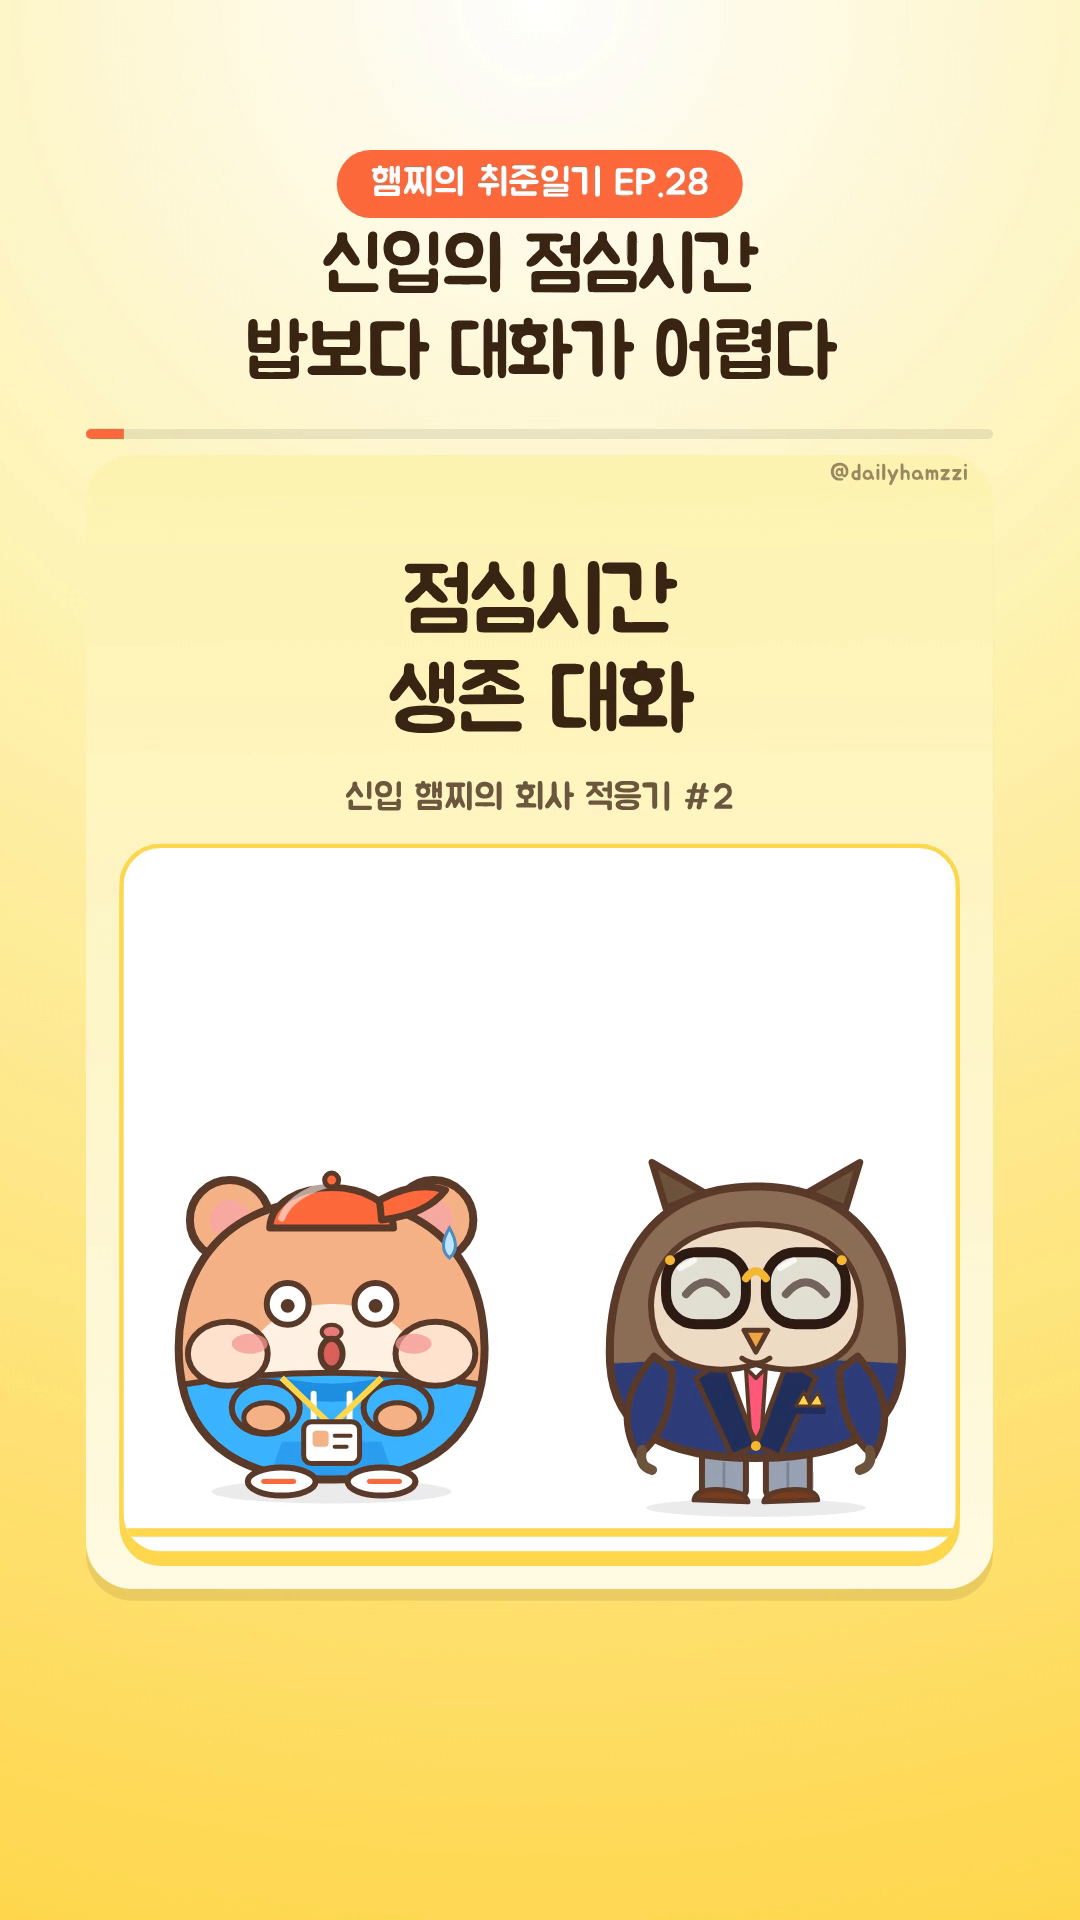 햄찌의 취준일기 EP.28
신입의 점심시간
밥보다 대화가 어렵다
@dailyhamzzi
점심시간
생존 대화
신입 햄찌의 회사 적응기 #2